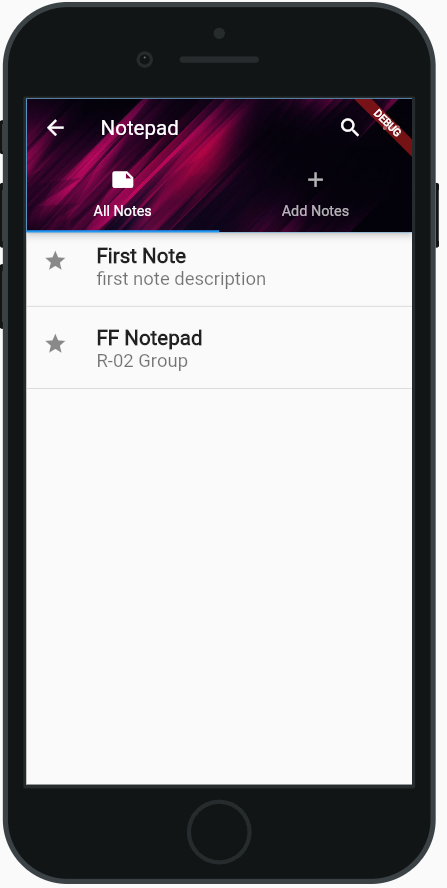 Notepad
DEBUG
All Notes
Add Notes
First Note
first note description
FF Notepad
R-02 Group